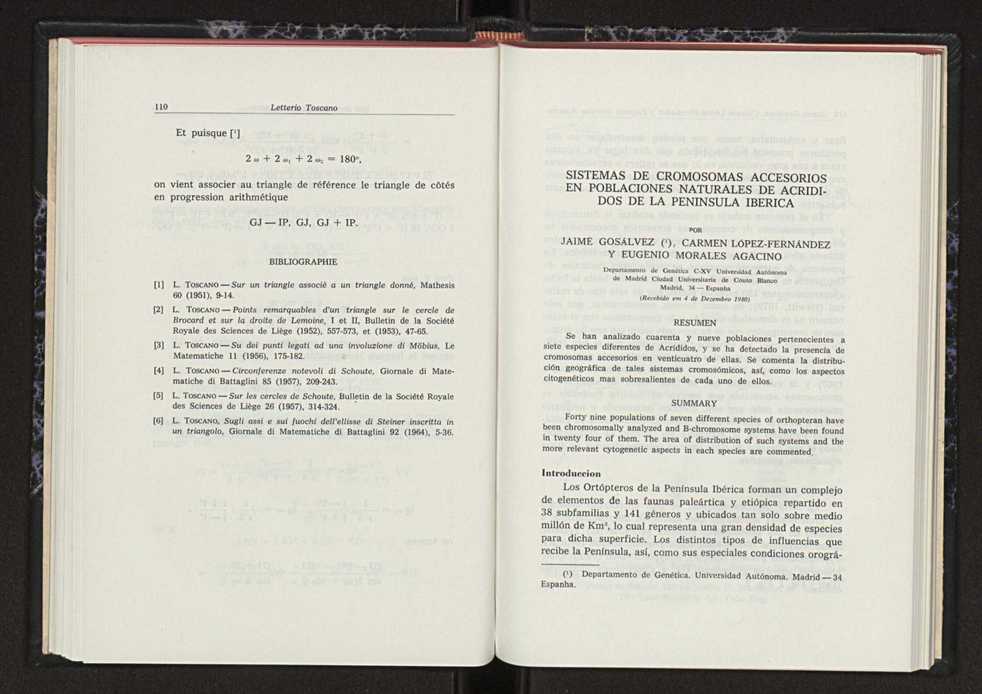 110
Letterio Toscano
Et puisque [¹]
2 ω + 2 ω₁ + 2 ω₂ = 180º,
on vient associer au triangle de référence le triangle de côtés
en progression arithmétique
GJ — IP, GJ, GJ + IP.
BIBLIOGRAPHIE
[1] L. TOSCANO — Sur un triangle associè a un triangle donné, Mathesis
60 (1951), 9-14.
[2] L. TOSCANO — Points remarquables d'un triangle sur le cercle de
Brocard et sur la droite de Lemoine, I et II, Bulletin de la Société
Royale des Sciences de Liège (1952), 557-573, et (1953), 47-65.
[3] L. TOSCANO — Su dei punti legati ad una involuzione di Möbius, Le
Matematiche 11 (1956), 175-182.
[4] L. TOSCANO — Circonferenze notevoli di Schoute, Giornale di Mate-
matiche di Battaglini 85 (1957), 209-243.
[5] L. TOSCANO — Sur les cercles de Schoute, Bulletin de la Société Royale
des Sciences de Liège 26 (1957), 314-324.
[6] L. TOSCANO, Sugli assi e sui fuochi dell'ellisse di Steiner inscritta in
un triangolo, Giornale di Matematiche di Battaglini 92 (1964), 5-36.
SISTEMAS DE CROMOSOMAS ACCESORIOS
EN POBLACIONES NATURALES DE ACRIDI-
DOS DE LA PENINSULA IBERICA
POR
JAIME GOSÁLVEZ (¹), CARMEN LOPEZ-FERNÁNDEZ
Y EUGENIO MORALES AGACINO
Departamento de Genética C-XV Universidad Autónoma
de Madrid Ciudad Universitaria de Couto Blanco
Madrid, 34 — Espanha
(Recebido em 4 de Dezembro 1980)
RESUMEN
Se han analizado cuarenta y nueve poblaciones pertenecientes a
siete especies diferentes de Acrídidos, y se ha detectado la presencia de
cromosomas accesorios en venticuatro de ellas. Se comenta la distribu-
ción geográfica de tales sistemas cromosómicos, así, como los aspectos
citogenéticos mas sobresalientes de cada uno de ellos.
SUMMARY
Forty nine populations of seven different species of orthopteran have
been chromosomally analyzed and B-chromosome systems have been found
in twenty four of them. The area of distribution of such systems and the
more relevant cytogenetic aspects in each species are commented.
Introduccion
Los Ortópteros de la Península Ibérica forman un complejo
de elementos de las faunas paleártica y etiópica repartido en
38 subfamilias y 141 géneros y ubicados tan solo sobre medio
millón de Km², lo cual representa una gran densidad de especies
para dicha superficie. Los distintos tipos de influencias que
recibe la Península, así, como sus especiales condiciones orográ-
(¹) Departamento de Genética. Universidad Autónoma. Madrid — 34
Espanha.